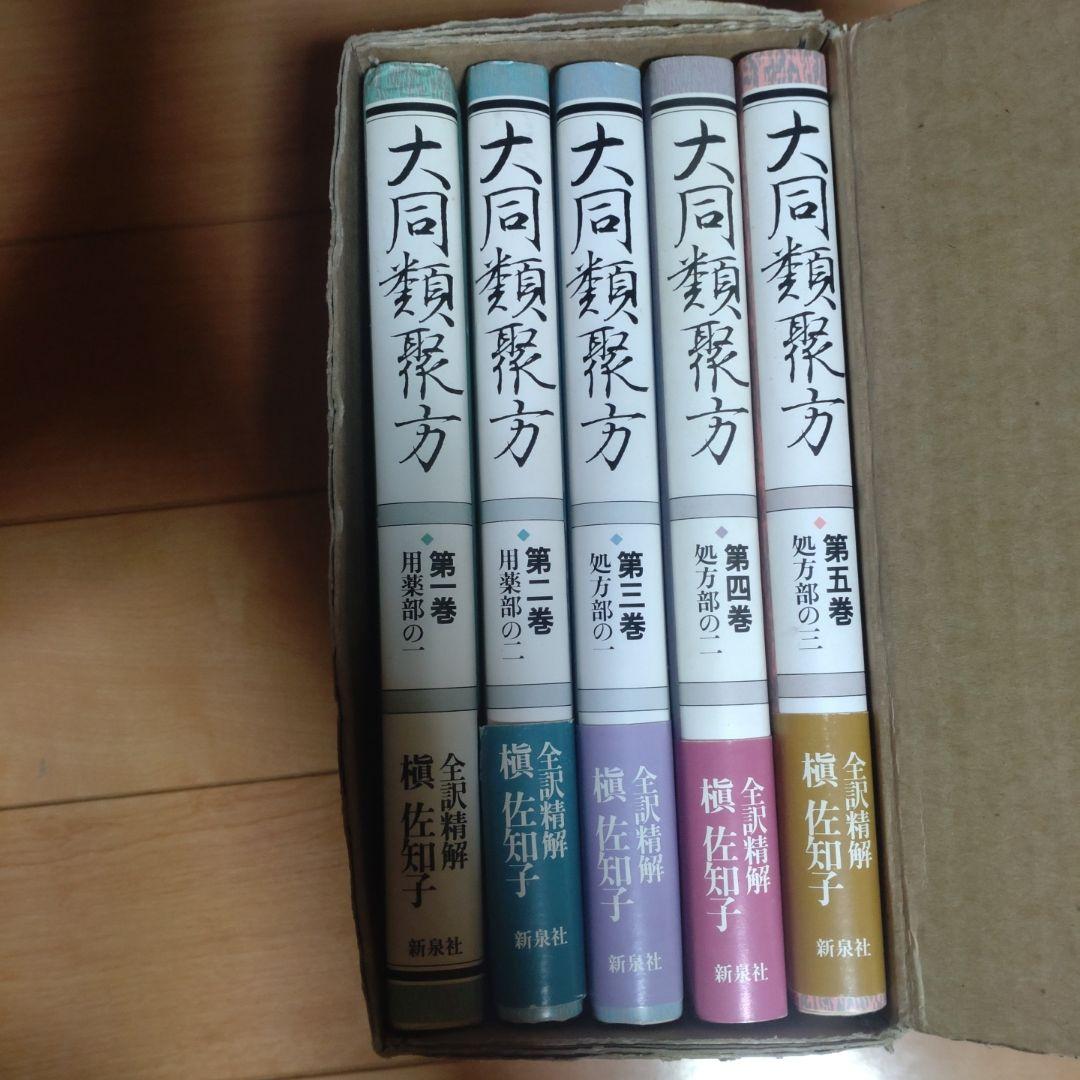 大同類聚方
第一巻
用薬部の一
全訳精解
槇佐知子
新泉社
大同類聚方
第二巻
用薬部の二
全訳精解
槇佐知子
新泉社
大同類聚方
第三巻
処方部の一
全訳精解
槇佐知子
新泉社
大同類聚方
第四巻
処方部の二
全訳精解
槇佐知子
新泉社
大同類聚方
第五巻
処方部の三
全訳精解
槇佐知子
新泉社